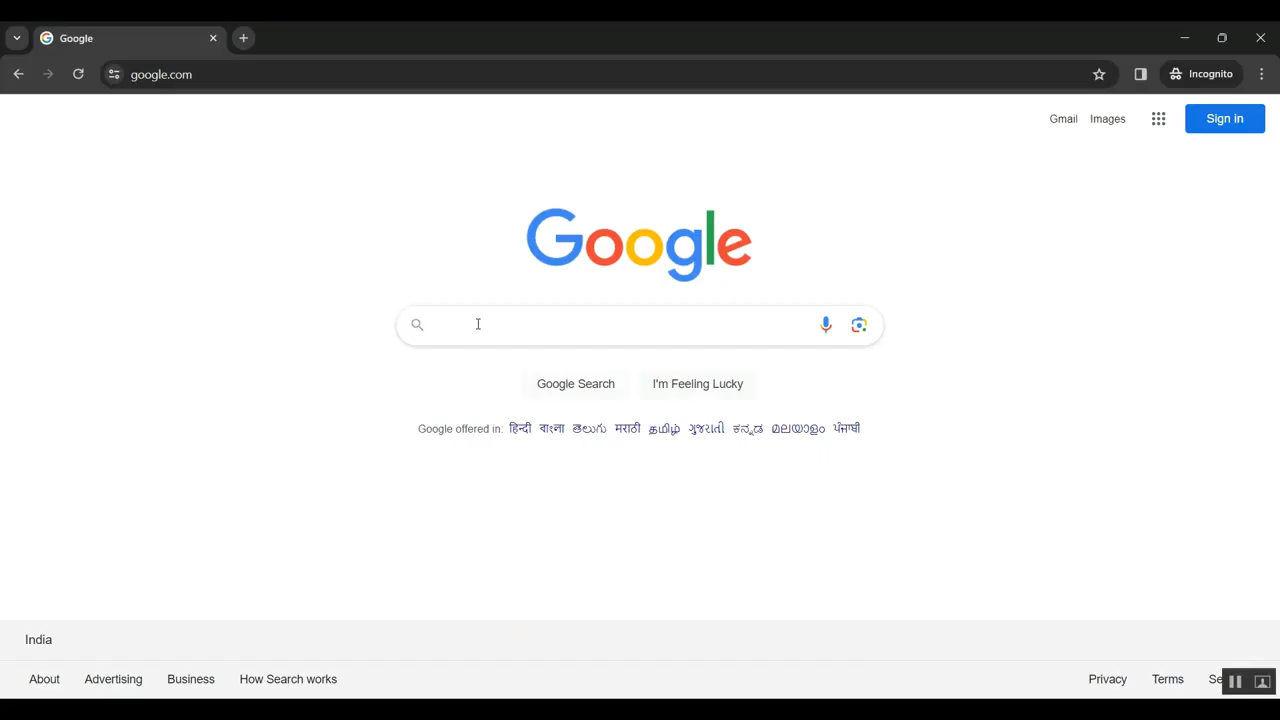 Google
google.com
Incognito
Gmail Images Sign in
Google
Google Search I'm Feeling Lucky
Google offered in: हिन्दी বাংলা తెలుగు मराठी தமிழ் ગુજરાતી ಕನ್ನಡ മലയാളം ਪੰਜਾਬੀ
India
About Advertising Business How Search works Privacy Terms Se